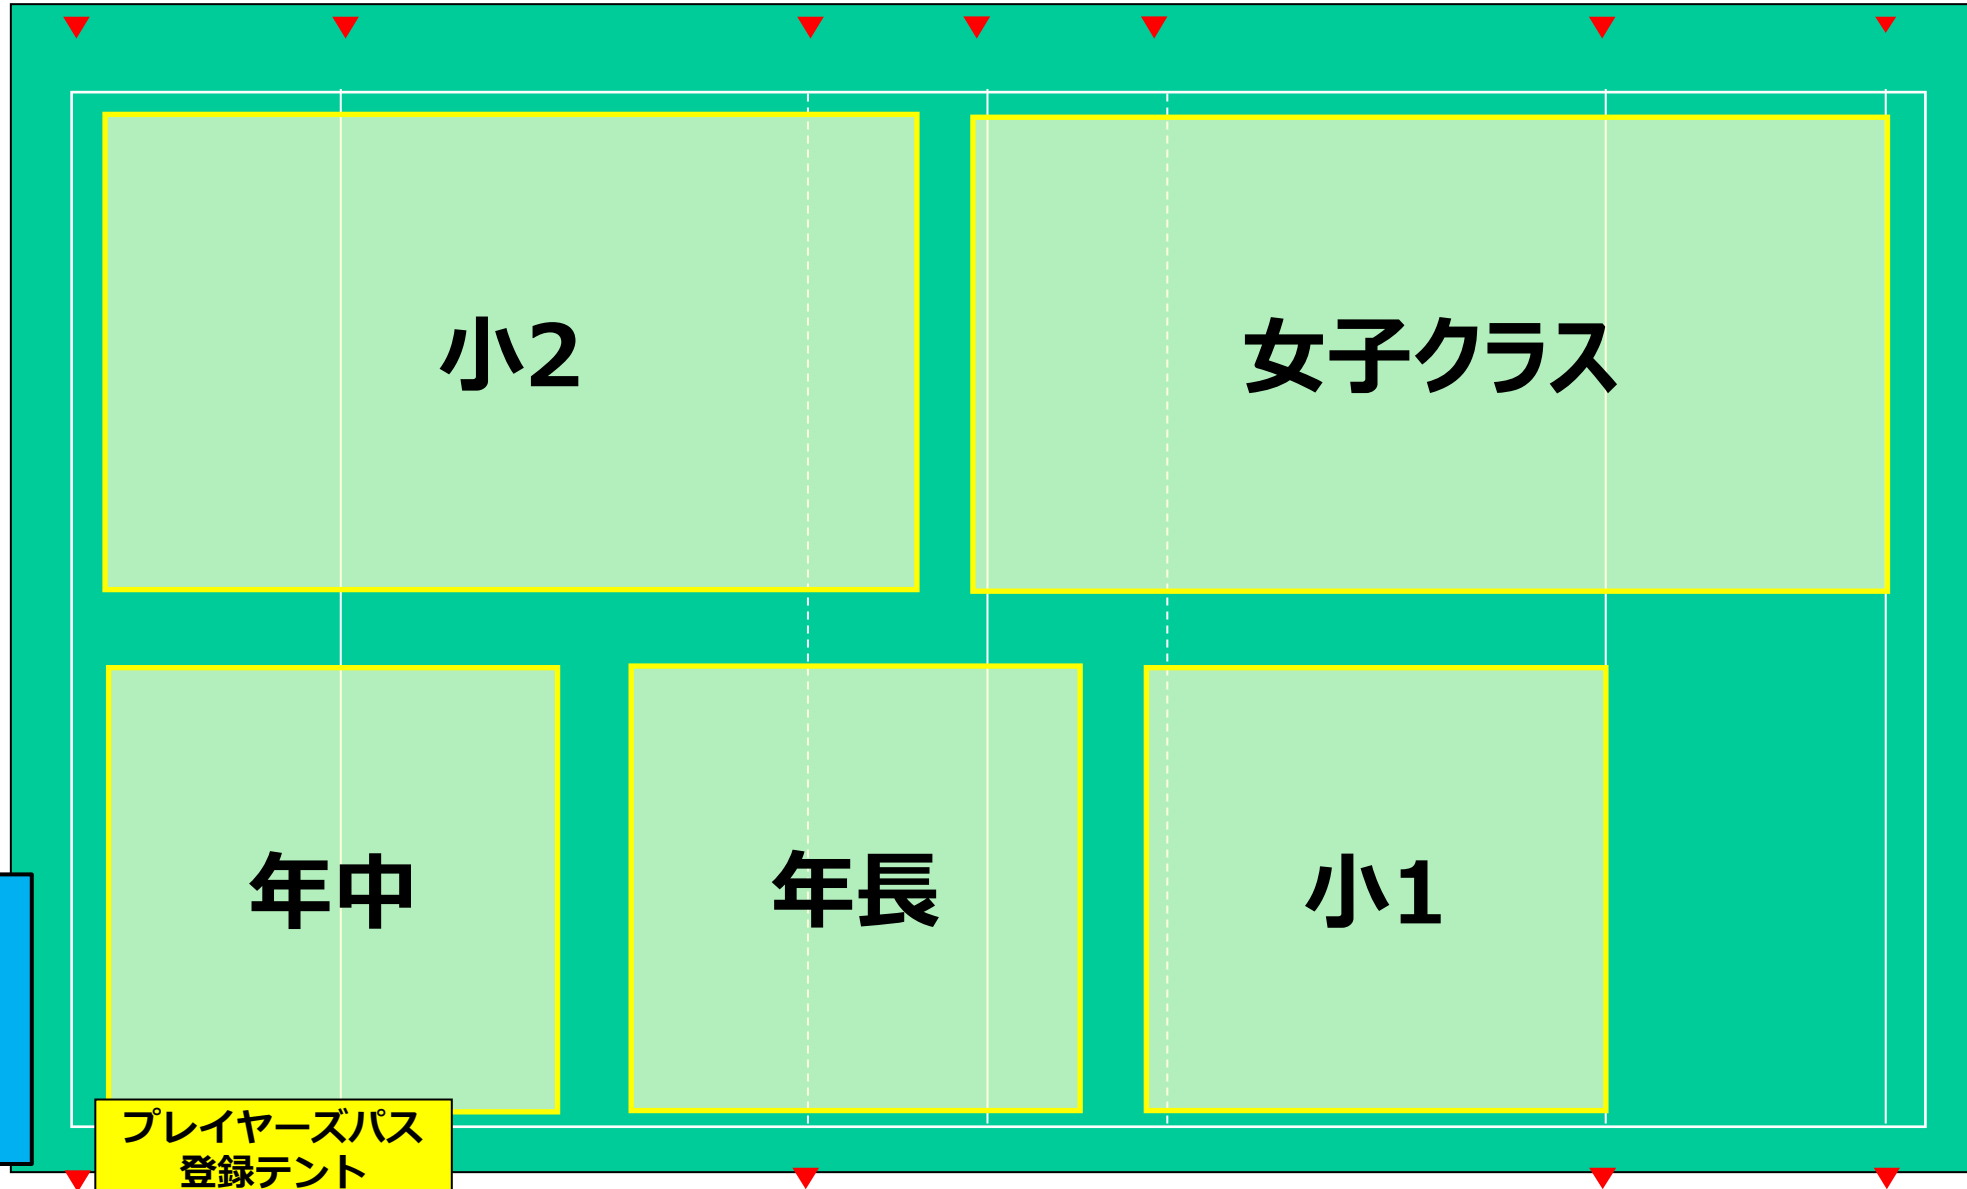 小2
女子クラス
年中
年長
小1
プレイヤーズパス
登録テント